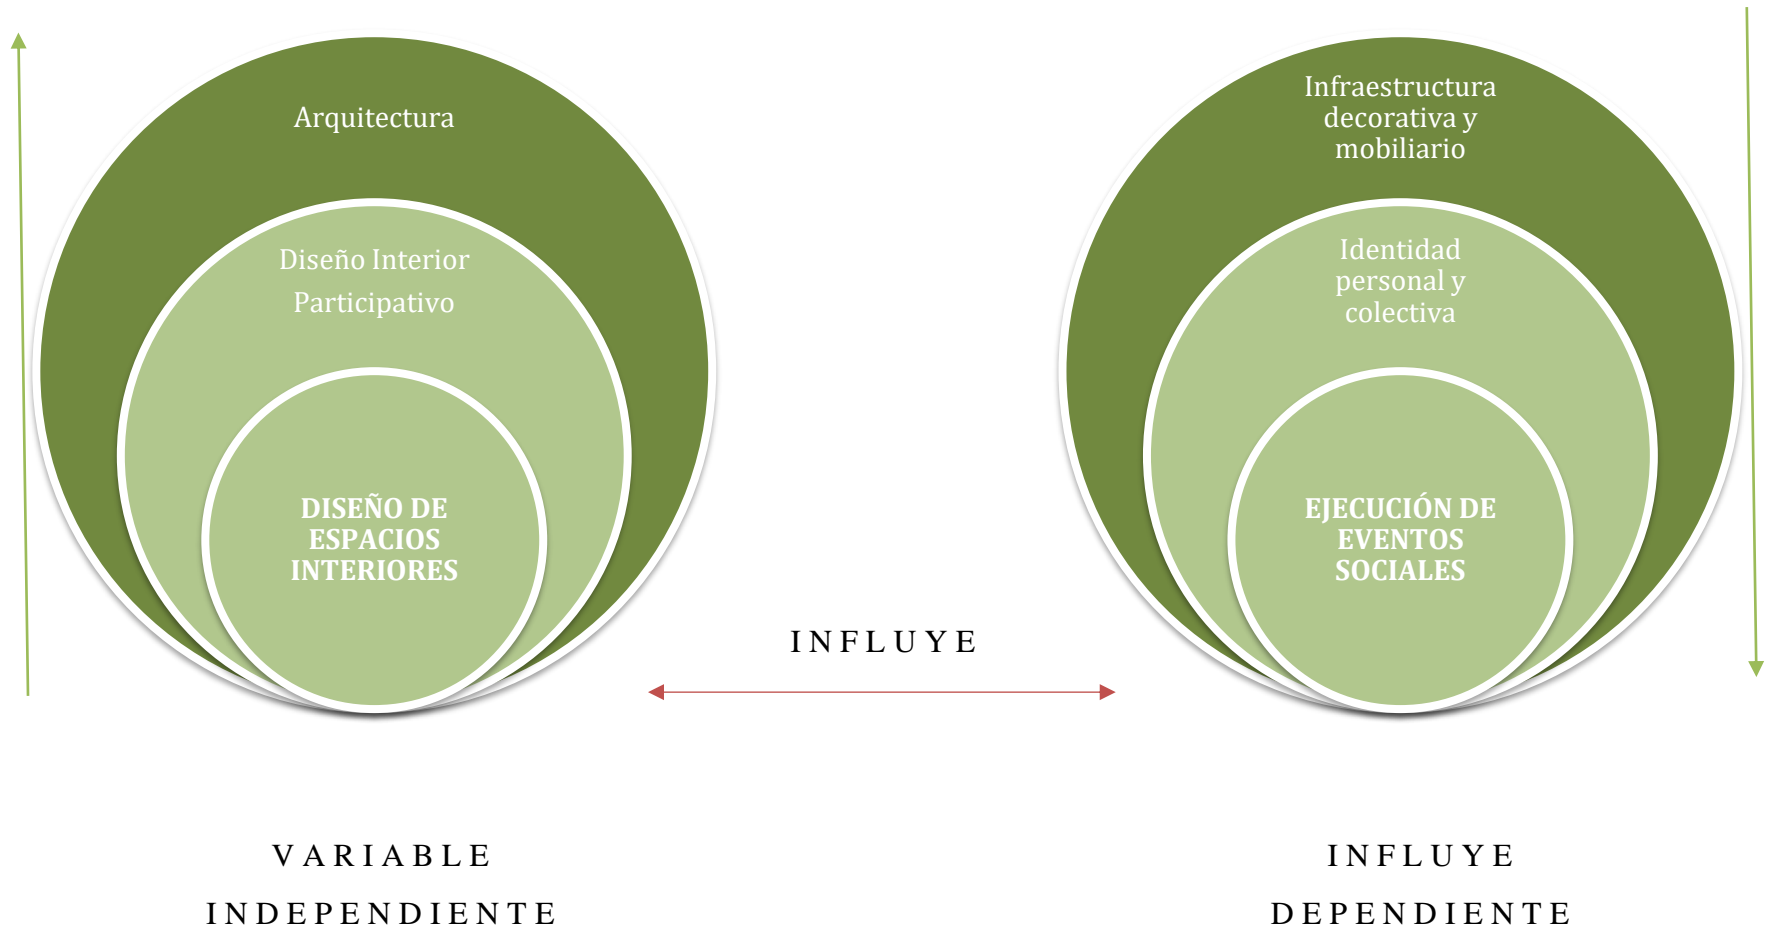 Arquitectura
Diseño Interior
Participativo
DISEÑO DE
ESPACIOS
INTERIORES
Infraestructura
decorativa y
mobiliario
Identidad
personal y
colectiva
EJECUCIÓN DE
EVENTOS
SOCIALES
INFLUYE
VARIABLE
INDEPENDIENTE
INFLUYE
DEPENDIENTE